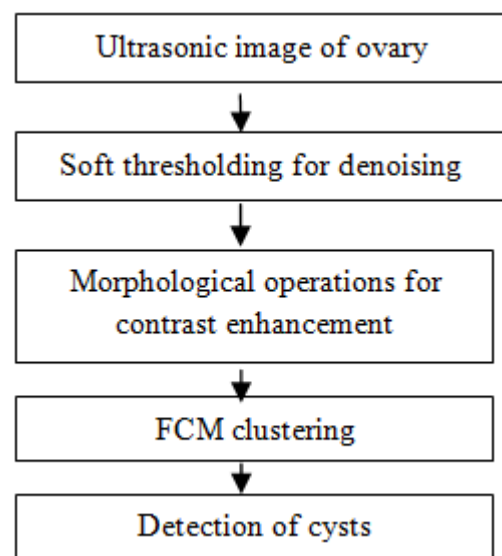 Ultrasonic image of ovary
Soft thresholding for denoising
Morphological operations for
contrast enhancement
FCM clustering
Detection of cysts